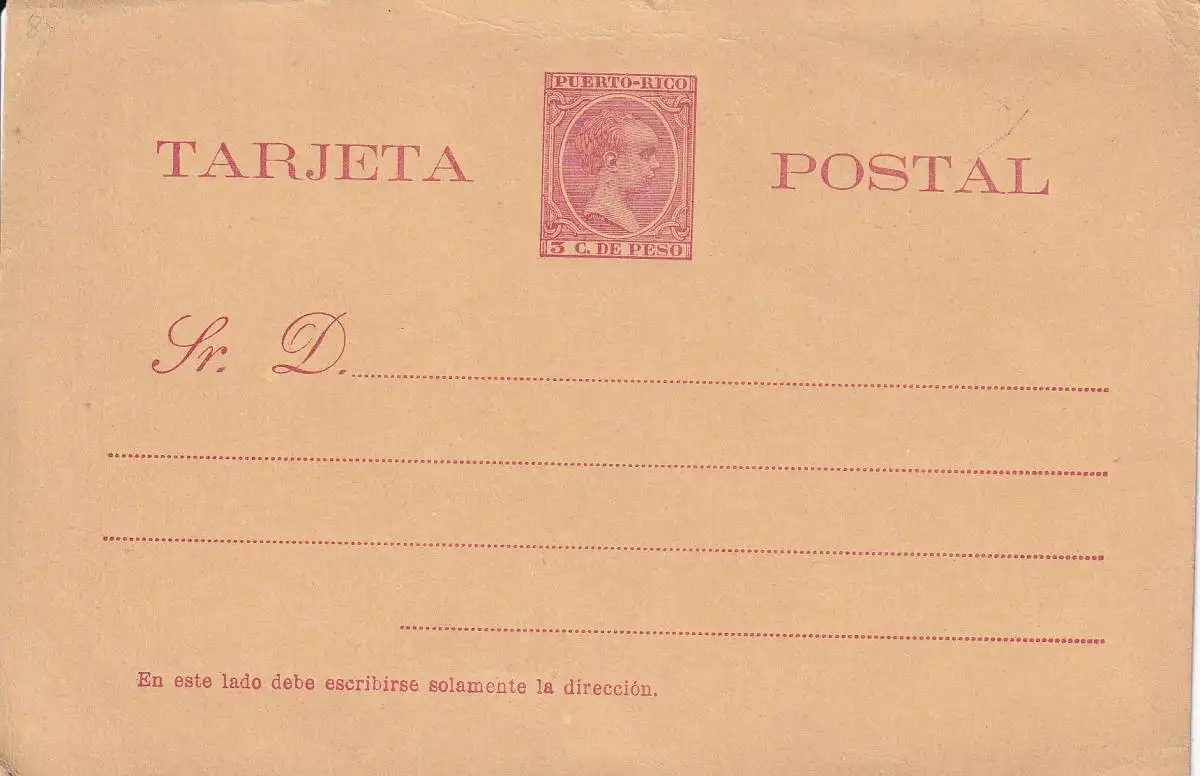 PUERTO-RICO
TARJETA POSTAL
3 C. DE PESO
Sr. D.
En este lado debe escribirse solamente la dirección.